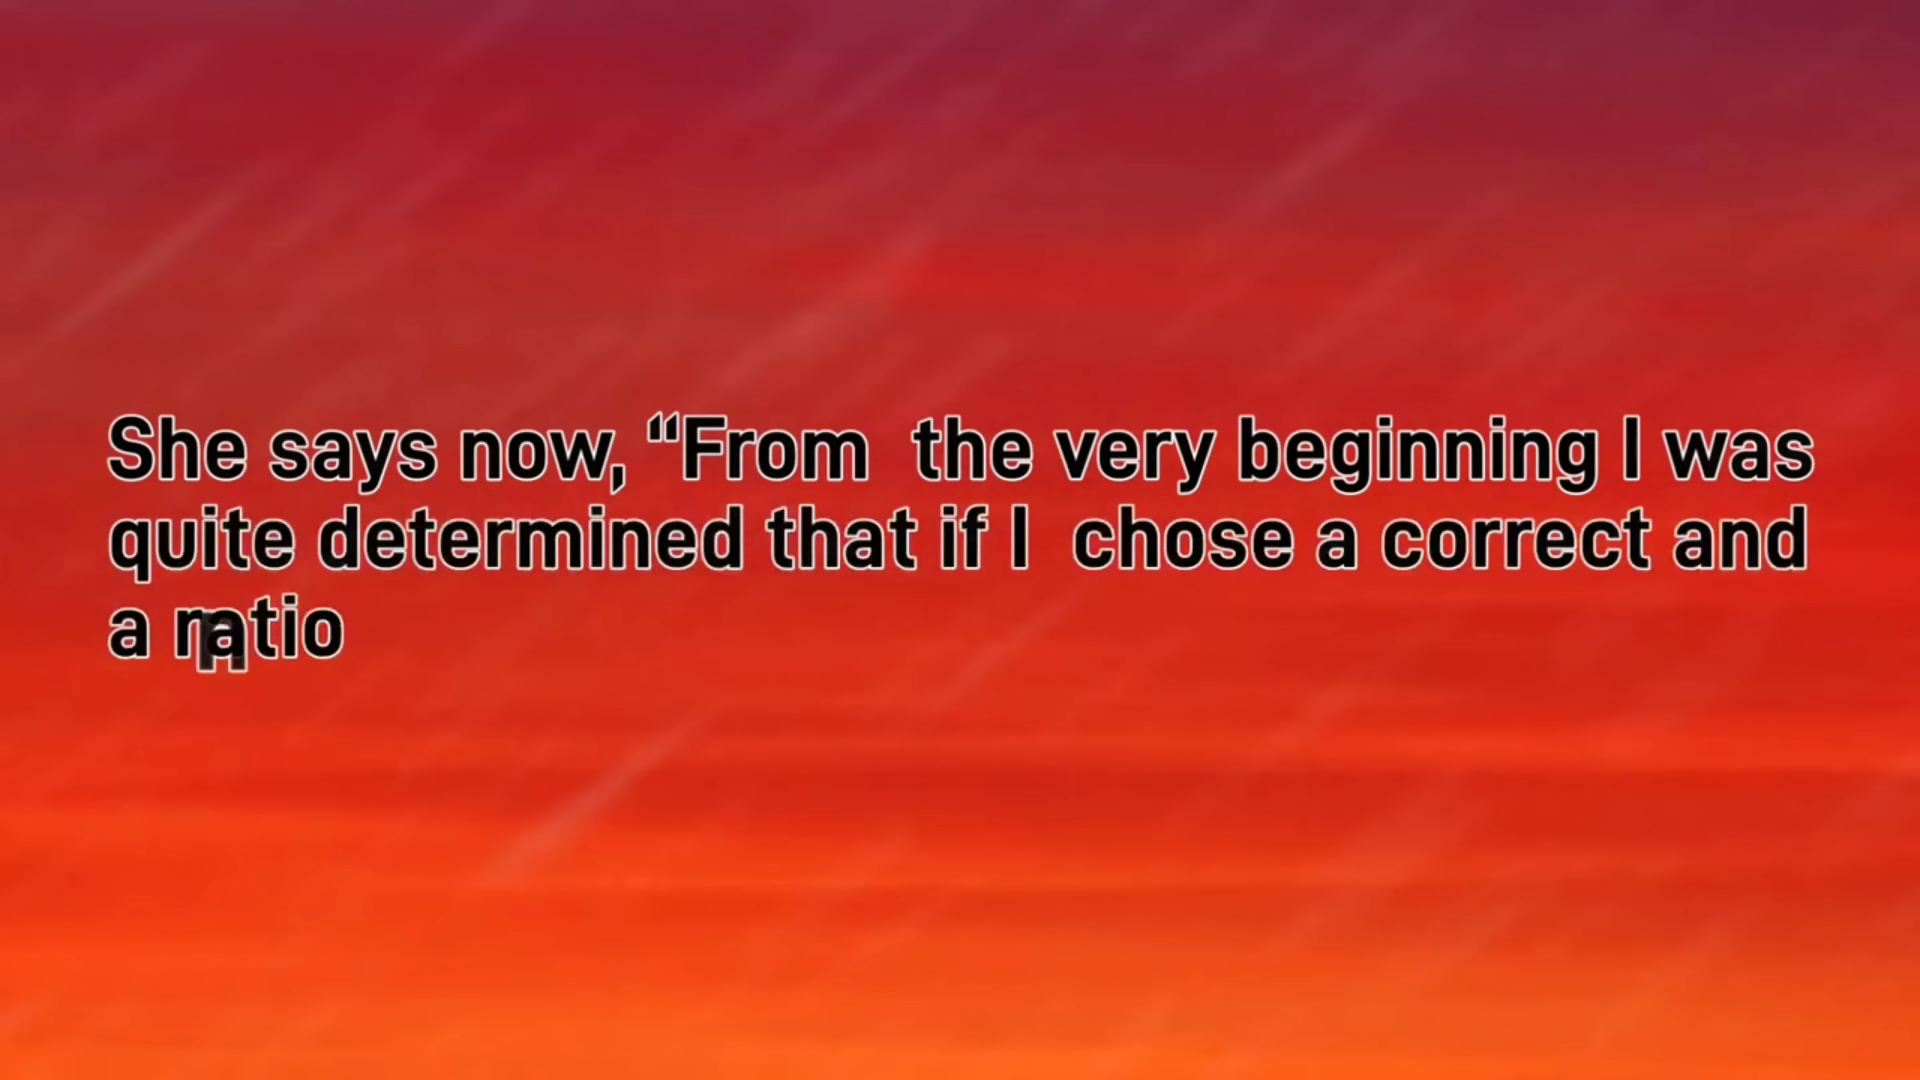 She says now, “From  the very beginning I was
quite determined that if I  chose a correct and
a ratio